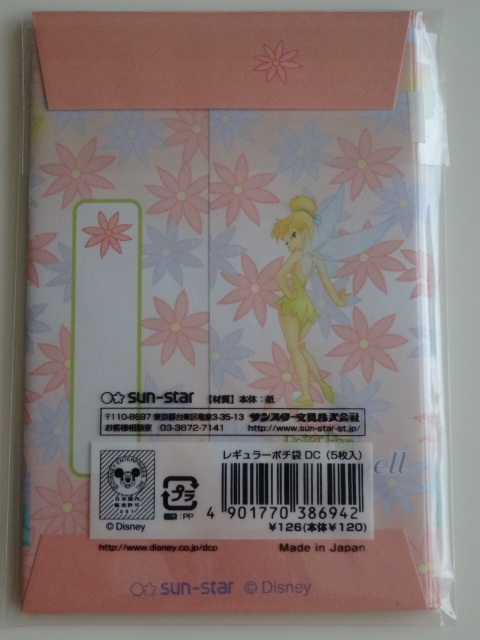 sun-star 【材質】本体:紙
〒110-8697 東京都台東区竜泉3-35-13 サンスター文具株式会社
お客様相談室 03-3872-7141 http://www.sun-star-st.jp/
ell
レギュラーポチ袋 DC (5枚入)
プラ
:PP
4 901770 386942
© Disney
¥126(本体¥120)
http://www.disney.co.jp/dcp Made in Japan
sun-star © Disney